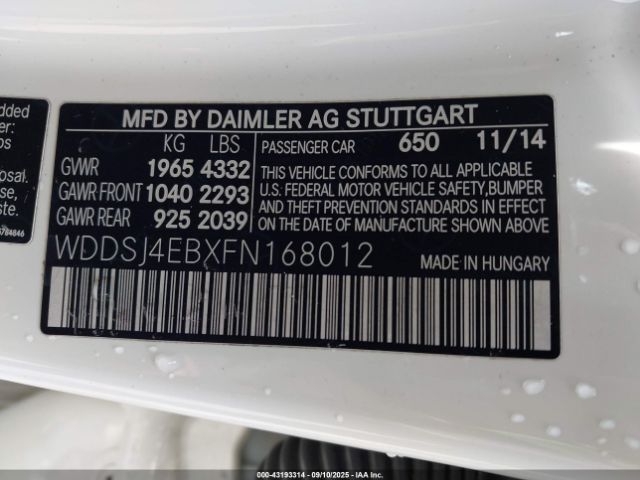 MFD BY DAIMLER AG STUTTGART
KG LBS
GVWR 1965 4332
GAWR FRONT 1040 2293
GAWR REAR 925 2039
PASSENGER CAR 650 11/14
THIS VEHICLE CONFORMS TO ALL APPLICABLE
U.S. FEDERAL MOTOR VEHICLE SAFETY,BUMPER
AND THEFT PREVENTION STANDARDS IN EFFECT
ON THE DATE OF MANUFACTURE SHOWN ABOVE.
WDDSJ4EBXFN168012
MADE IN HUNGARY
000-43193314 - 09/10/2025 - IAA Inc.